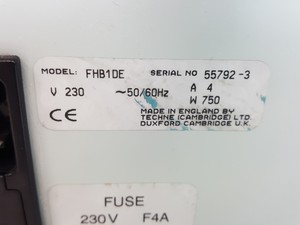 MODEL: FHB1DE SERIAL NO 55792-3
V 230 ~50/60Hz A 4
W 750
CE MADE IN ENGLAND BY
TECHNE (CAMBRIDGE) LTD.
DUXFORD CAMBRIDGE U.K.
FUSE
230V F4A